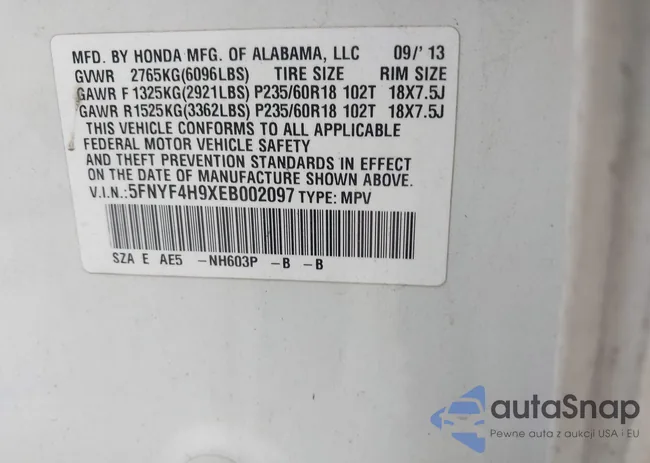 MFD. BY HONDA MFG. OF ALABAMA, LLC 09/'13
GVWR 2765KG(6096LBS) TIRE SIZE RIM SIZE
GAWR F1325KG(2921LBS) P235/60R18 102T 18X7.5J
GAWR R1525KG(3362LBS) P235/60R18 102T 18X7.5J
THIS VEHICLE CONFORMS TO ALL APPLICABLE
FEDERAL MOTOR VEHICLE SAFETY
AND THEFT PREVENTION STANDARDS IN EFFECT
ON THE DATE OF MANUFACTURE SHOWN ABOVE.
V.I.N.:5FNYF4H9XEB002097 TYPE: MPV
SZA E AE5 -NH603P -B -B
autoSnap
Pewne auta z aukcji USA i EU